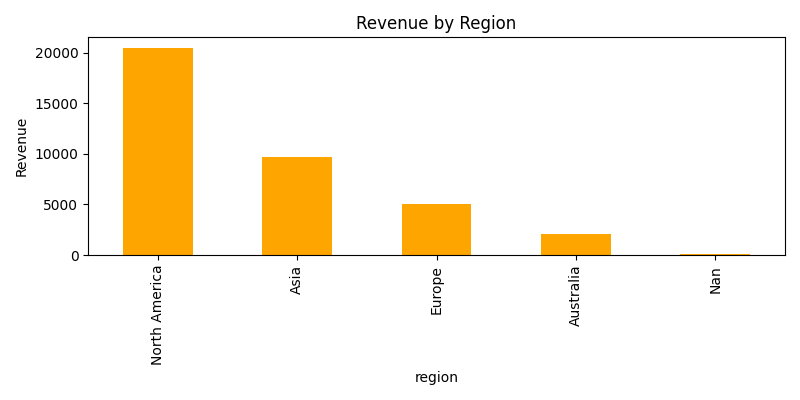 Revenue by Region
Revenue
20000
15000
10000
5000
0
North America
Asia
Europe
Australia
Nan
region